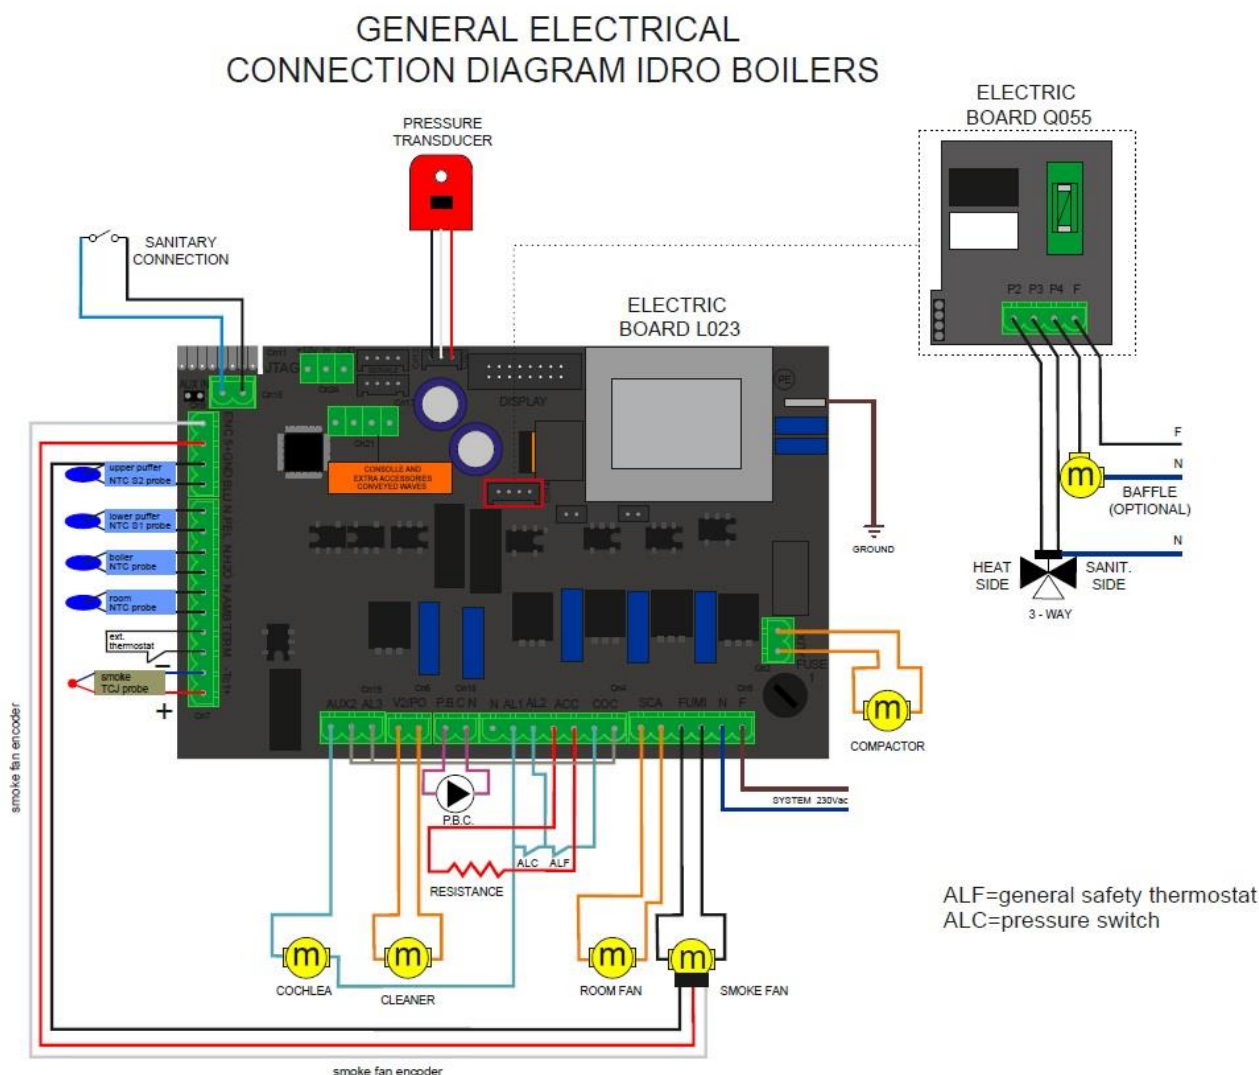 GENERAL ELECTRICAL
CONNECTION DIAGRAM IDRO BOILERS
ELECTRIC
BOARD Q055
PRESSURE
TRANSDUCER
SANITARY
CONNECTION
ELECTRIC
BOARD L023
P2 P3 P4 F
JTAG
AUX IN
DISPLAY
PE
CONSOLLE AND
EXTRA ACCESSORIES
CONVEYED WAVES
upper puffer
NTC S2 probe
lower puffer
NTC S1 probe
boiler
NTC probe
room
NTC probe
ext.
thermostat
smoke
TCJ probe
−
+
GROUND
F
N
BAFFLE
(OPTIONAL)
N
HEAT
SIDE
SANIT.
SIDE
3 - WAY
FUSE
1
AUX2 AL3 V2/PO P.B.C N N AL1 AL2 ACC COC SCA FUMI N F
m
COMPACTOR
SYSTEM 230Vac
P.B.C.
ALC ALF
RESISTANCE
m
COCHLEA
m
CLEANER
m
ROOM FAN
m
SMOKE FAN
m
ALF=general safety thermostat
ALC=pressure switch
smoke fan encoder
smoke fan encoder